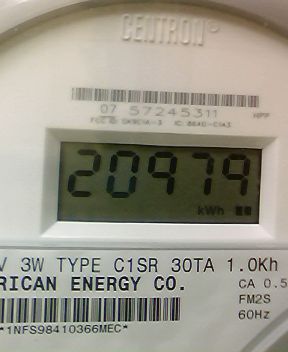 CENTRON®
07 57245311
20979
kWh
V 3W TYPE C1SR 30TA 1.0Kh
RICAN ENERGY CO.
CA 0.5
FM2S
*1NFS98410366MEC*
60Hz